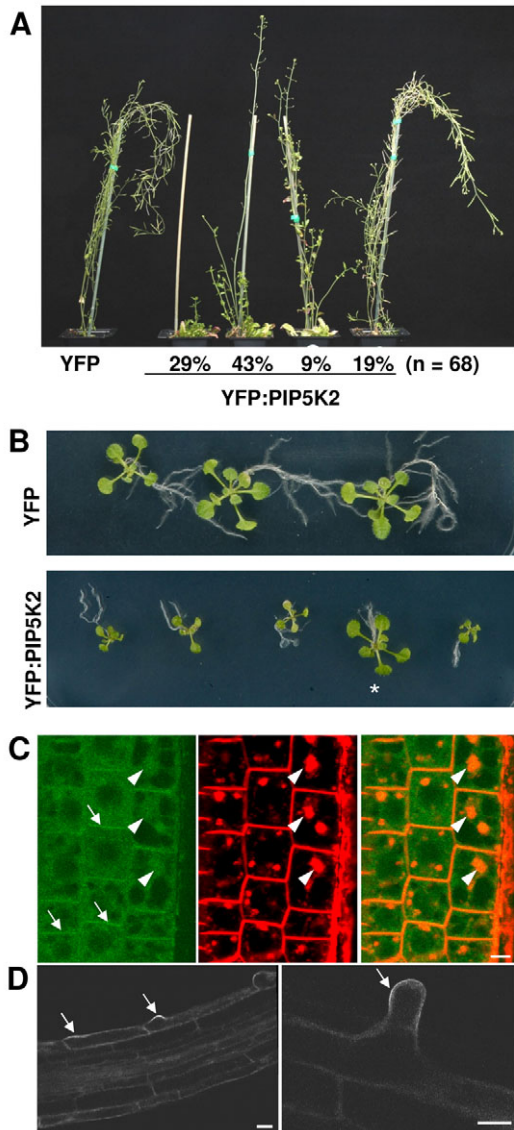 A
YFP 29% 43% 9% 19% (n = 68)
YFP:PIP5K2
B
YFP
YFP:PIP5K2
*
C
D